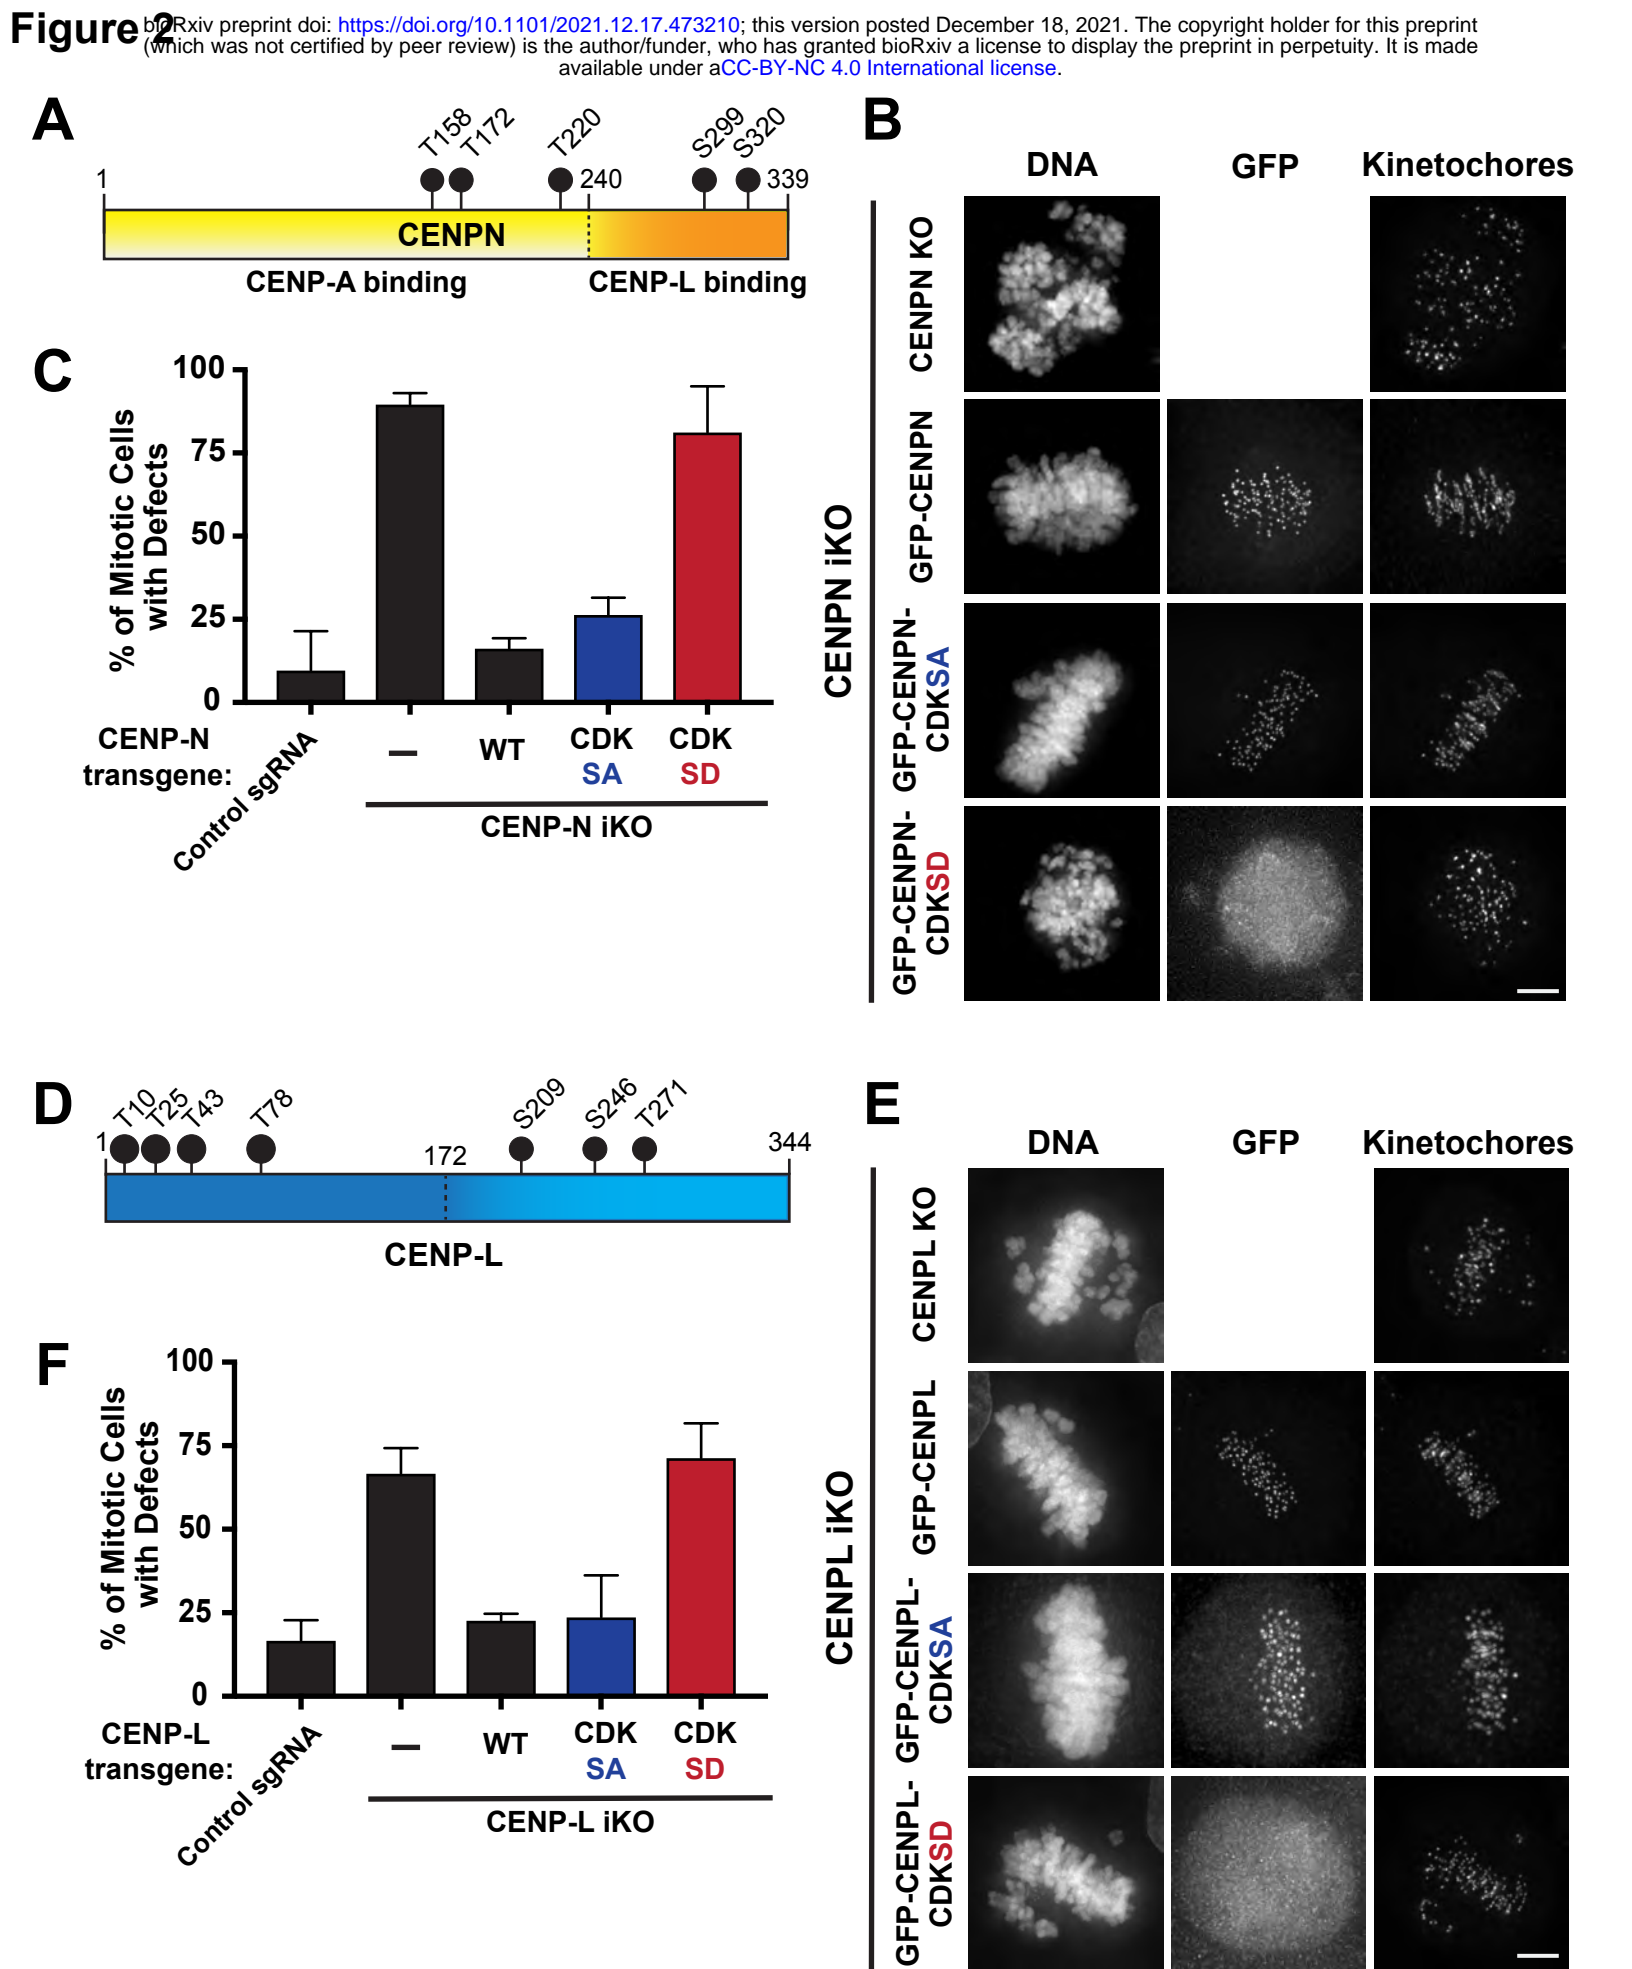 Figure 2
bioRxiv preprint doi: https://doi.org/10.1101/2021.12.17.473210; this version posted December 18, 2021. The copyright holder for this preprint
(which was not certified by peer review) is the author/funder, who has granted bioRxiv a license to display the preprint in perpetuity. It is made
available under aCC-BY-NC 4.0 International license.
A
T158
T172
T220
S299
S320
1
240
339
CENPN
CENP-A binding
CENP-L binding
B
DNA
GFP
Kinetochores
CENPN iKO
CENPN KO
GFP-CENPN
GFP-CENPN-
CDKSA
GFP-CENPN-
CDKSD
C
% of Mitotic Cells
with Defects
100
75
50
25
0
CENP-N
transgene:
Control sgRNA
–
WT
CDK
SA
CDK
SD
CENP-N iKO
D
T10
T25
T43
T78
S209
S246
T271
1
172
344
CENP-L
E
DNA
GFP
Kinetochores
CENPL iKO
CENPL KO
GFP-CENPL
GFP-CENPL-
CDKSA
GFP-CENPL-
CDKSD
F
% of Mitotic Cells
with Defects
100
75
50
25
0
CENP-L
transgene:
Control sgRNA
–
WT
CDK
SA
CDK
SD
CENP-L iKO